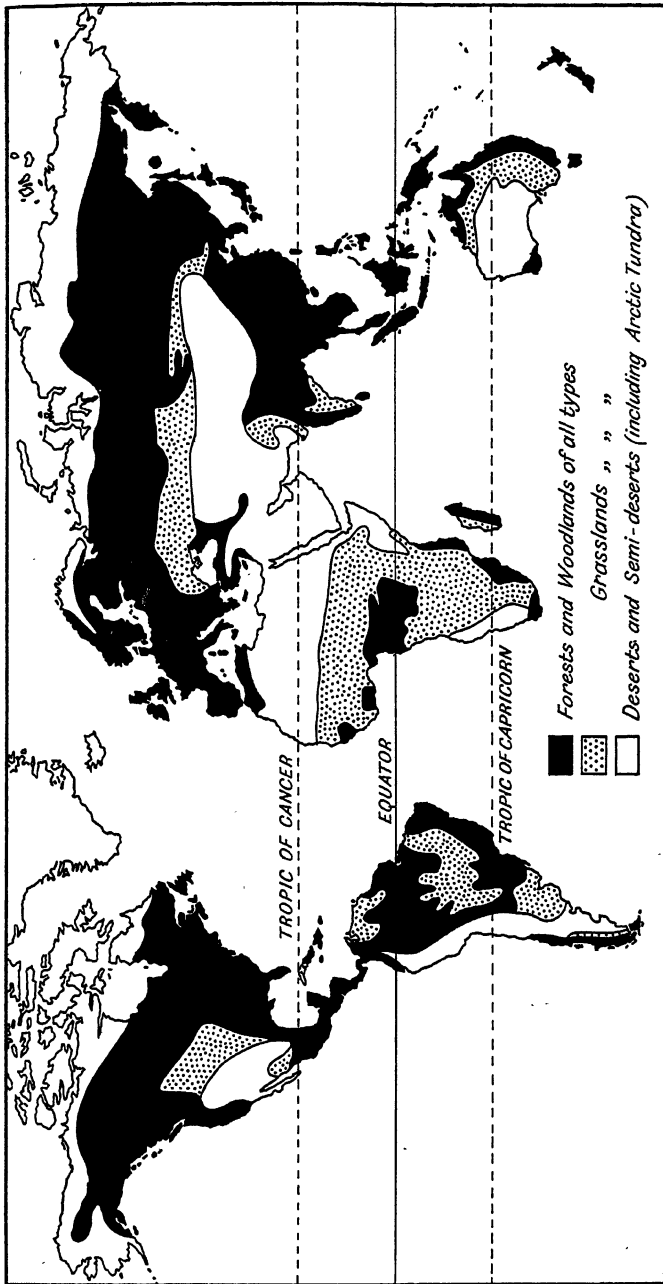 TROPIC OF CANCER
EQUATOR
TROPIC OF CAPRICORN
Forests and Woodlands of all types
Grasslands „ „ „
Deserts and Semi-deserts (including Arctic Tundra)